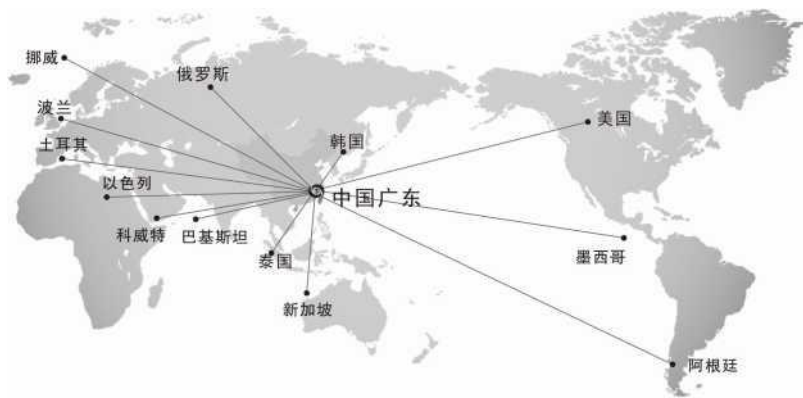 挪威
俄罗斯
波兰
美国
韩国
土耳其
以色列
中国广东
科威特
巴基斯坦
泰国
墨西哥
新加坡
阿根廷